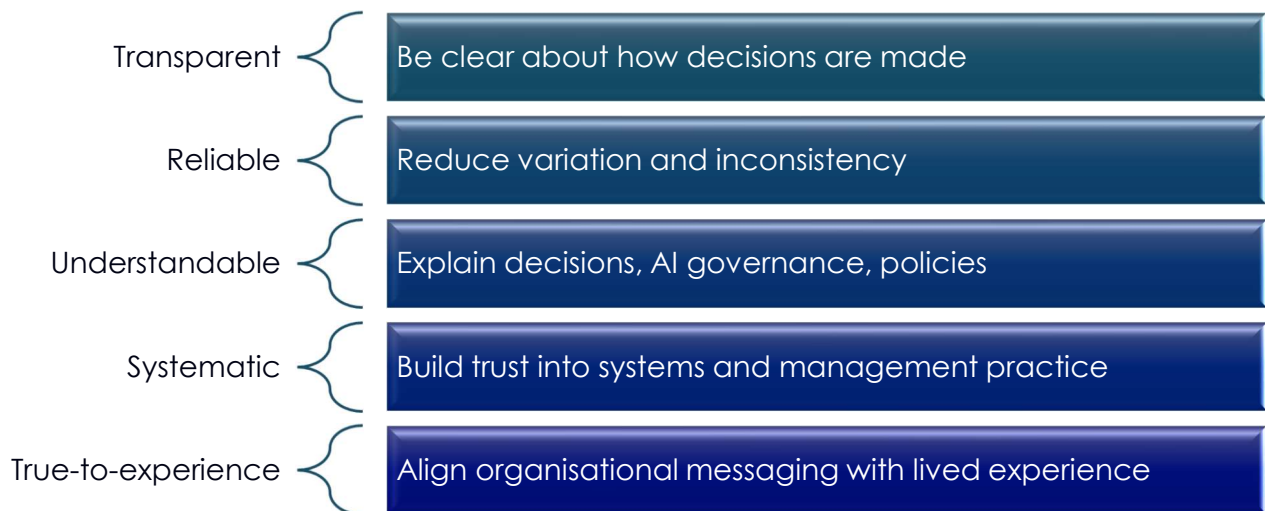 Transparent
Be clear about how decisions are made
Reliable
Reduce variation and inconsistency
Understandable
Explain decisions, AI governance, policies
Systematic
Build trust into systems and management practice
True-to-experience
Align organisational messaging with lived experience